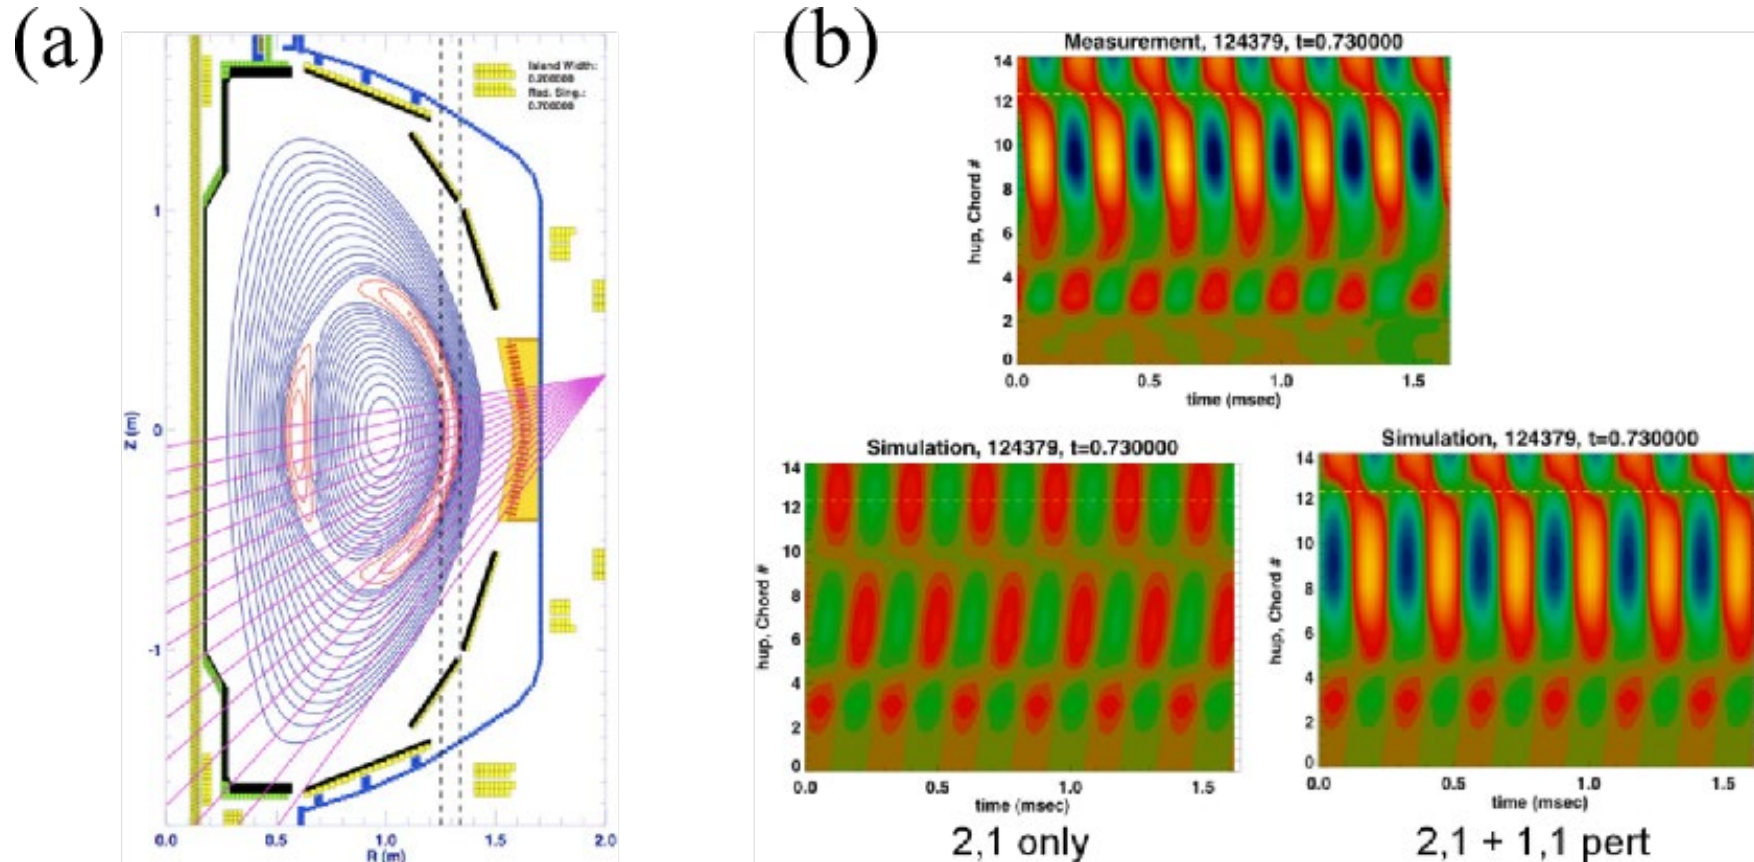 (a)
Island Width:
0.200000
Rad. Sing.:
0.700000
1
0
-1
Z (m)
0.0 0.5 1.0 1.5 2.0
R (m)
(b)
Measurement, 124379, t=0.730000
14
12
10
8
6
4
2
0
hup, Chord #
0.0 0.5 1.0 1.5
time (msec)
Simulation, 124379, t=0.730000
14
12
10
8
6
4
2
0
hup, Chord #
0.0 0.5 1.0 1.5
time (msec)
2,1 only
Simulation, 124379, t=0.730000
14
12
10
8
6
4
2
0
hup, Chord #
0.0 0.5 1.0 1.5
time (msec)
2,1 + 1,1 pert